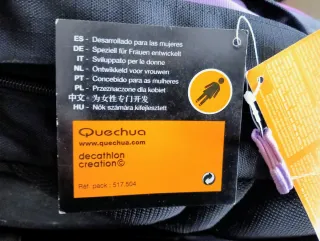 ES - Desarrollado para las mujeres
DE - Speziell für Frauen entwickelt
IT - Sviluppato per le donne
NL - Ontwikkeld voor vrouwen
PT - Concebido para as mulheres
PL - Przeznaczone dla kobiet
中文 - 为女性专门开发
HU - Nők számára kifejlesztett
Quechua
www.quechua.com
decathlon
creation©
Réf. pack : 517.504